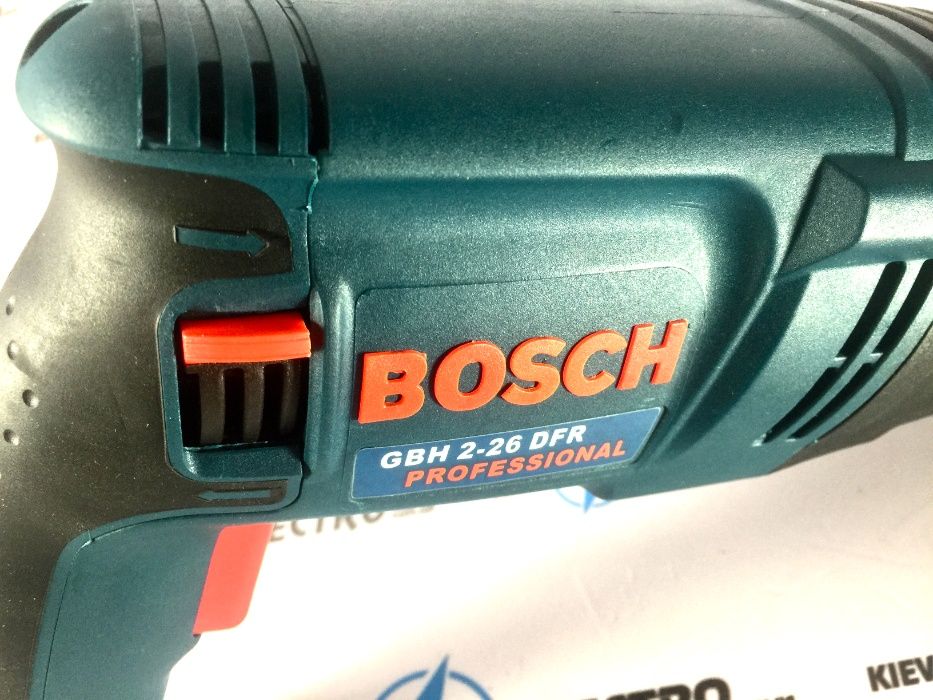 BOSCH
GBH 2-26 DFR
PROFESSIONAL
KIEV